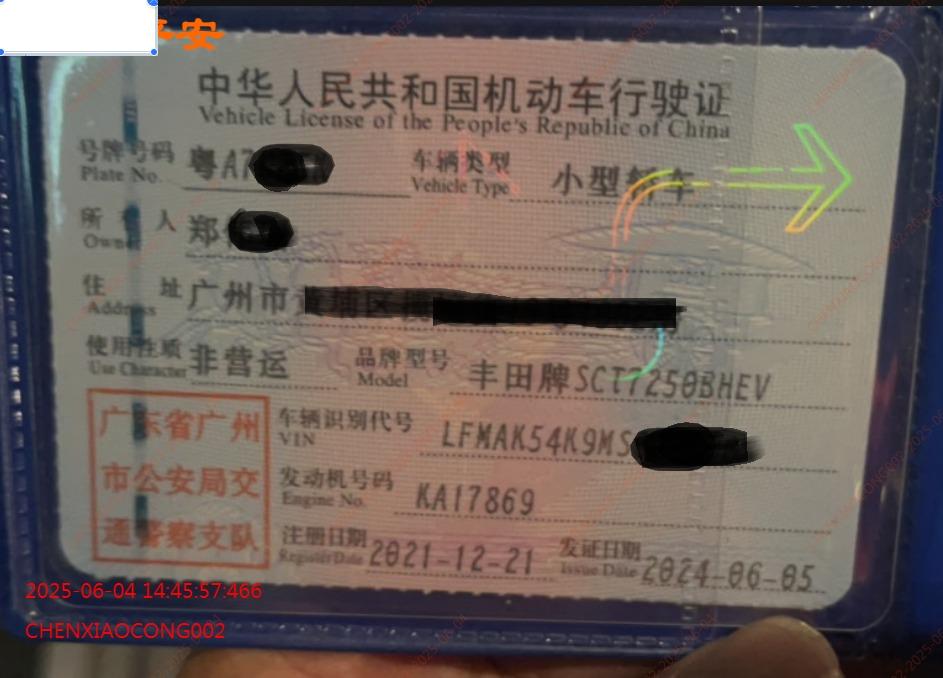 平安
中华人民共和国机动车行驶证
Vehicle License of the People's Republic of China
号牌号码 粤A7 车辆类型 小型轿车
Plate No. Vehicle Type
所有人 郑
Owner
住址 广州市
Address
使用性质 非营运 品牌型号 丰田牌SCT7250BHEV
Use Character Model
广东省广州 车辆识别代号 LFMAK54K9MS
VIN
市公安局交 发动机号码 KA17869
Engine No.
通警察支队 注册日期 2021-12-21 发证日期 2024-06-05
Register Date Issue Date
2025-06-04 14:45:57:466
CHENXIAOCONG002